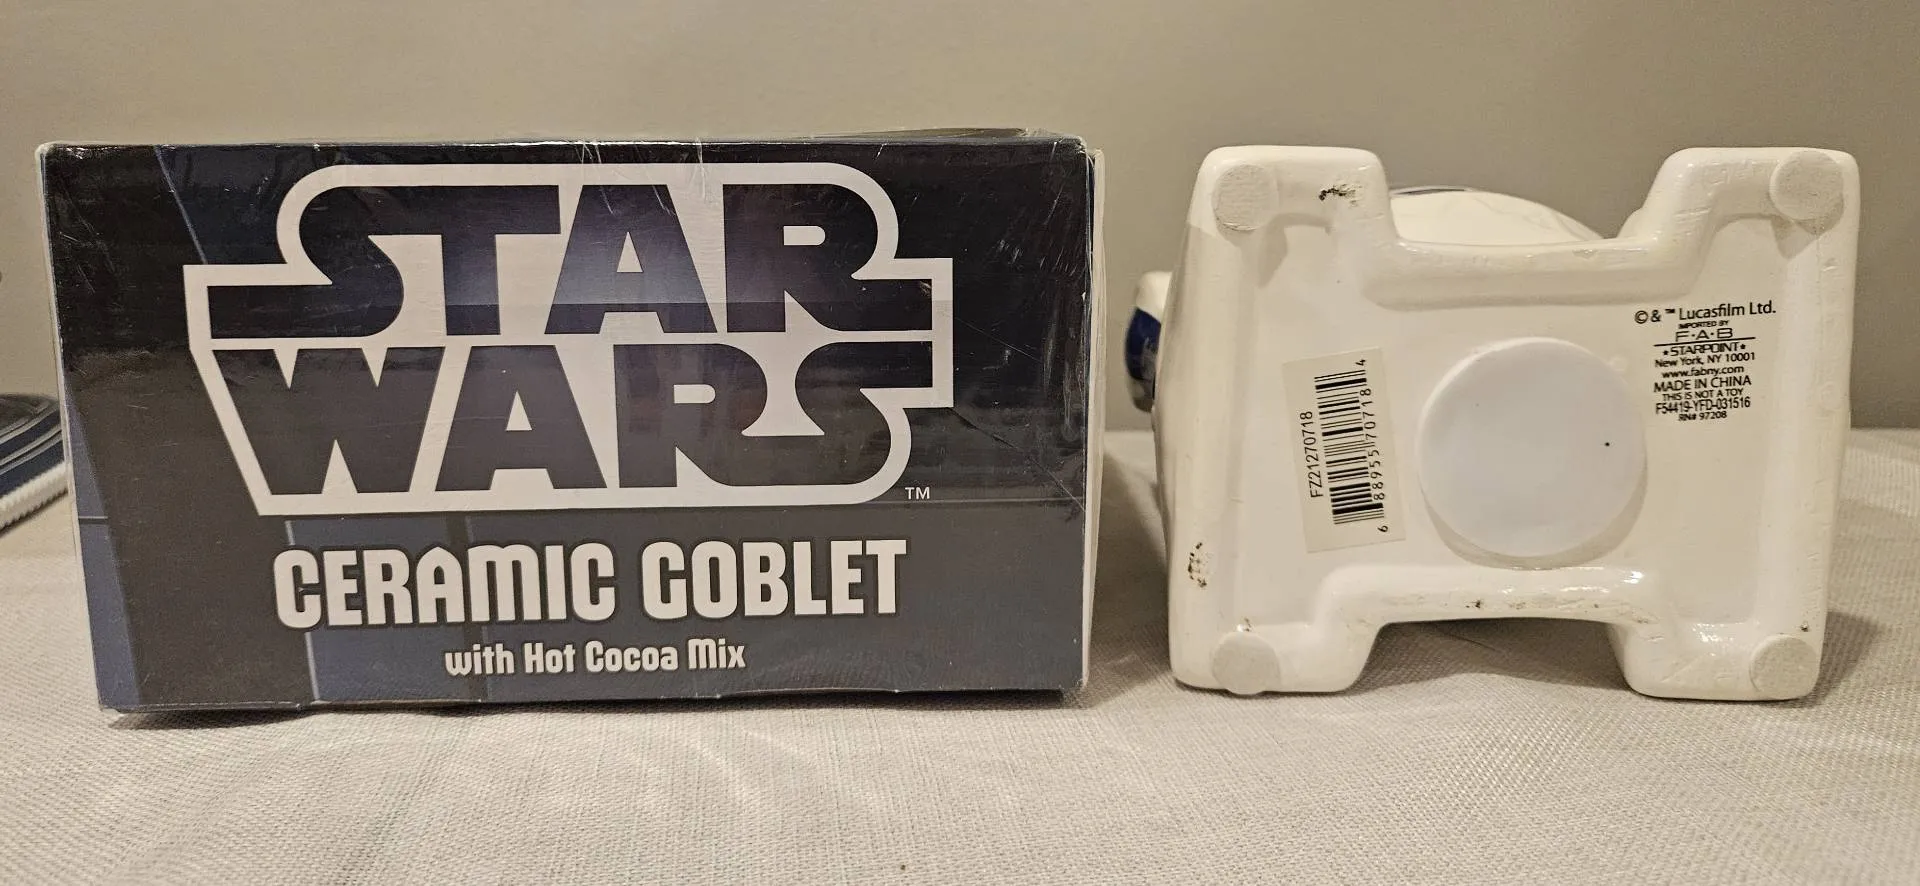 STAR
WARS
TM
CERAMIC GOBLET
with Hot Cocoa Mix
FZ21270718
6 88955 70718 4
©& ™ Lucasfilm Ltd.
IMPORTED BY
F·A·B
★STARPOINT★
New York, NY 10001
www.fabny.com
MADE IN CHINA
THIS IS NOT A TOY
F54419-YFD-031516
RN# 97208